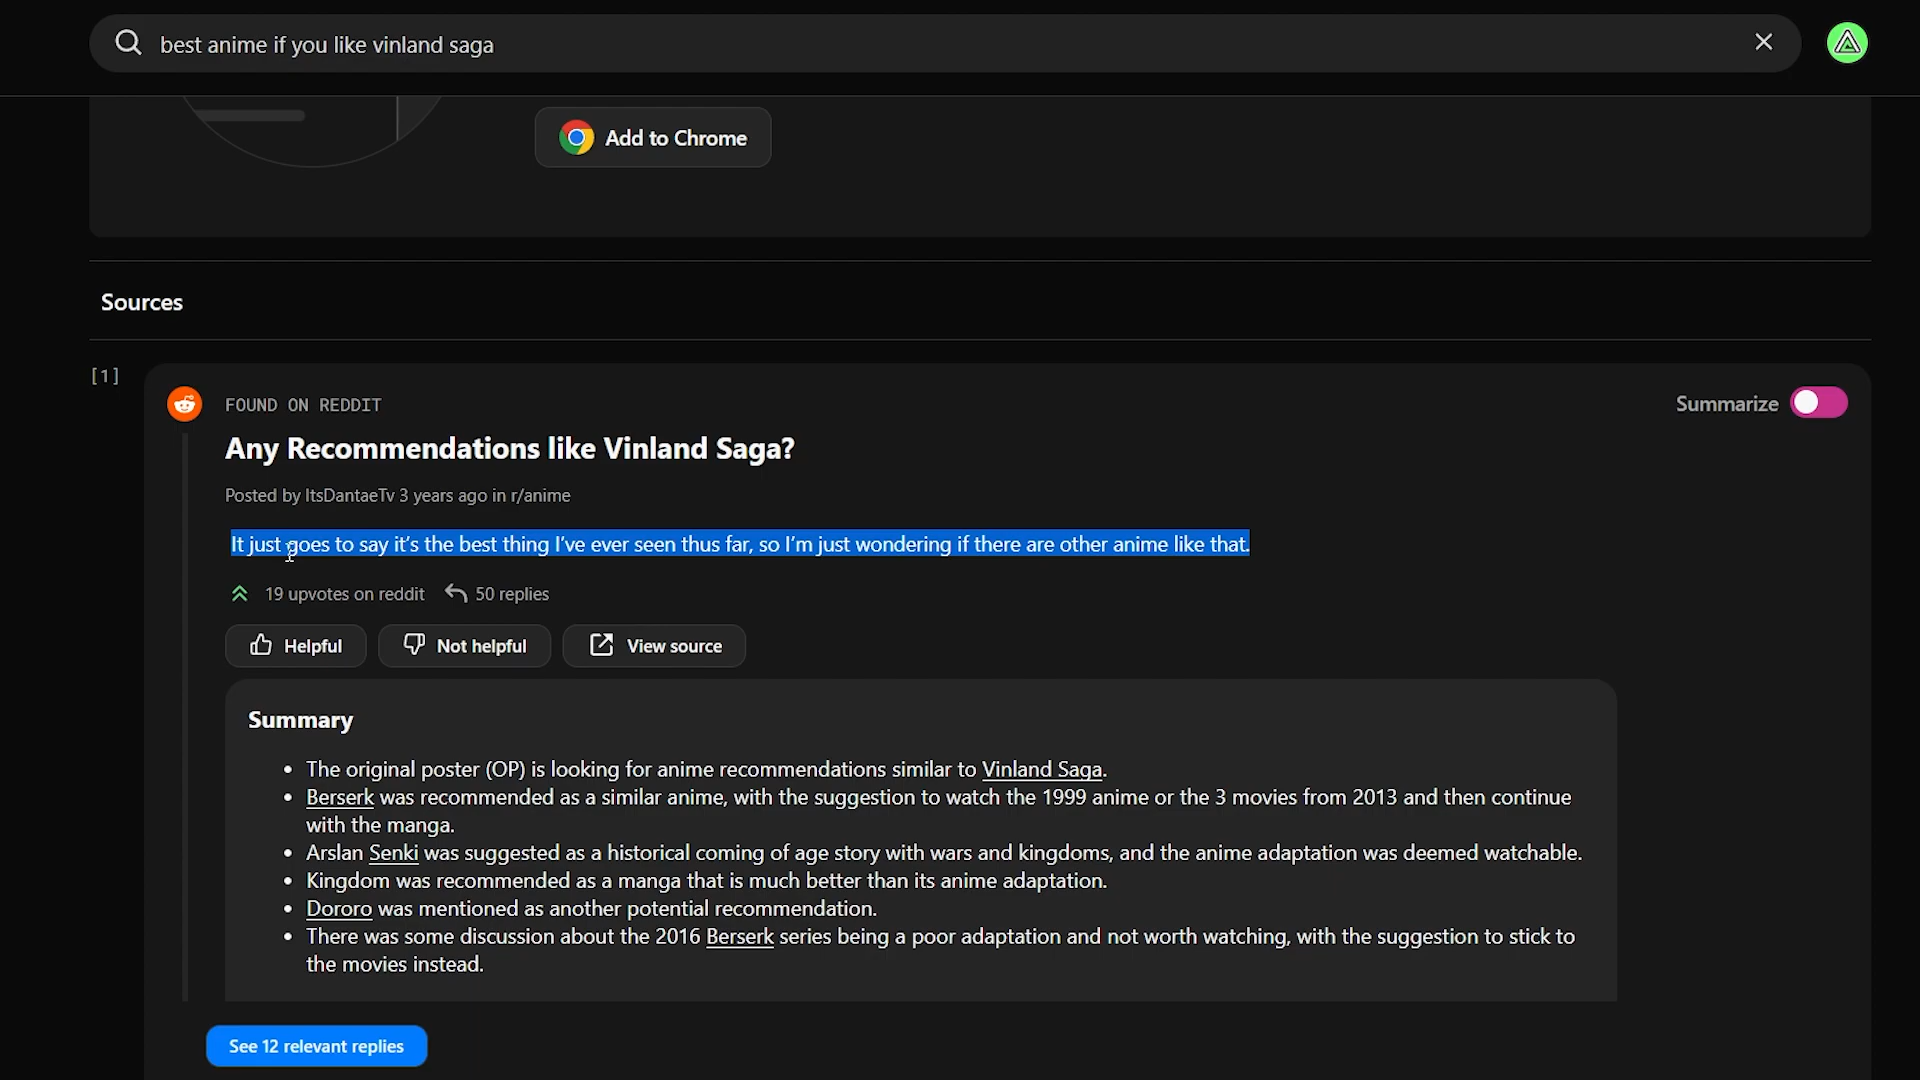 best anime if you like vinland saga
Add to Chrome
Sources
[1]
FOUND ON REDDIT
Summarize
Any Recommendations like Vinland Saga?
Posted by ItsDantaeTv 3 years ago in r/anime
It just goes to say it's the best thing I've ever seen thus far, so I'm just wondering if there are other anime like that.
19 upvotes on reddit 50 replies
Helpful Not helpful View source
Summary
• The original poster (OP) is looking for anime recommendations similar to Vinland Saga.
• Berserk was recommended as a similar anime, with the suggestion to watch the 1999 anime or the 3 movies from 2013 and then continue
with the manga.
• Arslan Senki was suggested as a historical coming of age story with wars and kingdoms, and the anime adaptation was deemed watchable.
• Kingdom was recommended as a manga that is much better than its anime adaptation.
• Dororo was mentioned as another potential recommendation.
• There was some discussion about the 2016 Berserk series being a poor adaptation and not worth watching, with the suggestion to stick to
the movies instead.
See 12 relevant replies